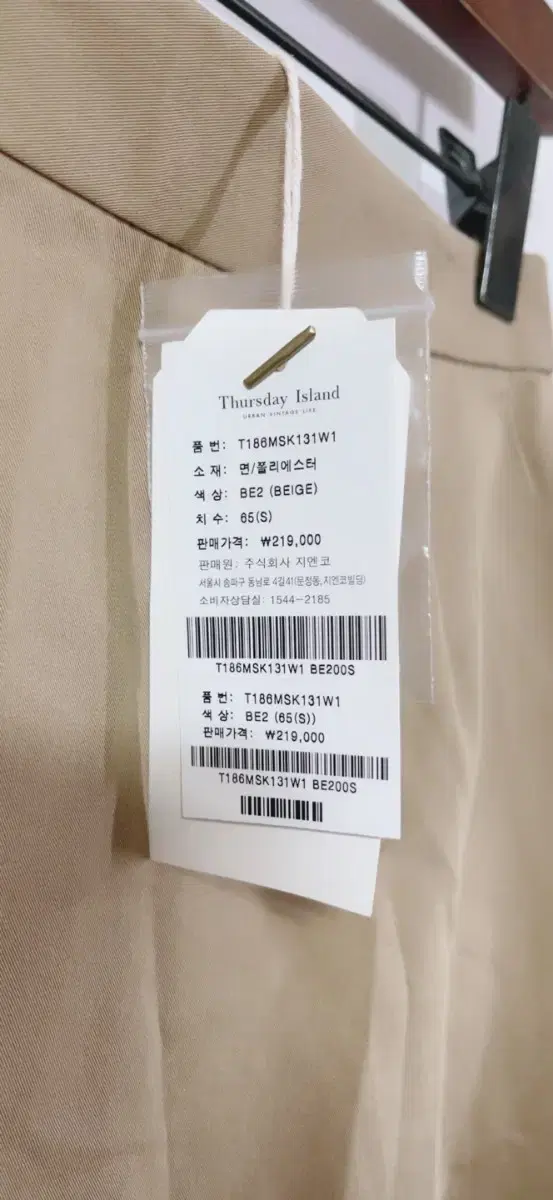 Thursday Island
URBAN VINTAGE LIFE
품 번: T186MSK131W1
소 재: 면/폴리에스터
색 상: BE2 (BEIGE)
치 수: 65(S)
판매가격: ₩219,000
판매원: 주식회사 지엔코
서울시 송파구 동남로 4길41(문정동, 지엔코빌딩)
소비자상담실: 1544-2185
T186MSK131W1 BE200S
품 번: T186MSK131W1
색 상: BE2 (65(S))
판매가격: ₩219,000
T186MSK131W1 BE200S